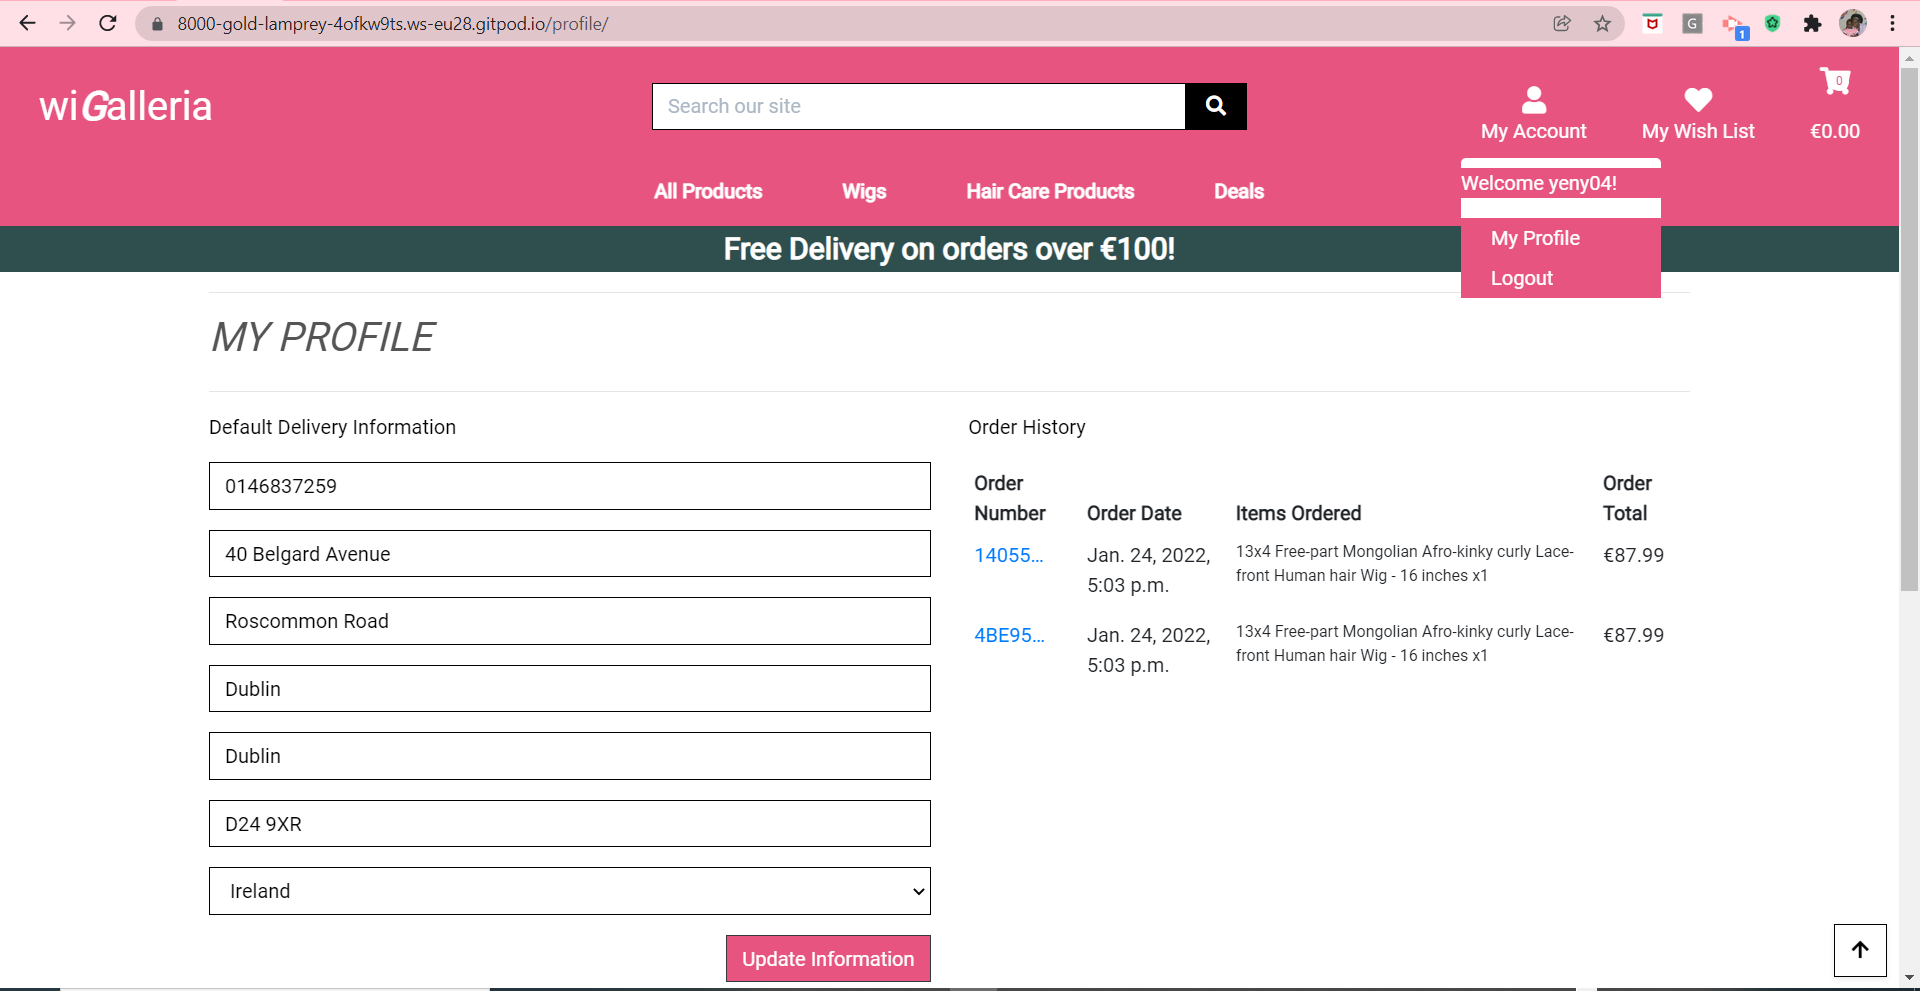 8000-gold-lamprey-4ofkw9ts.ws-eu28.gitpod.io/profile/
G
1
wiGalleria
Search our site
My Account
My Wish List
0
€0.00
All Products
Wigs
Hair Care Products
Deals
Welcome yeny04!
My Profile
Logout
Free Delivery on orders over €100!
MY PROFILE
Default Delivery Information
0146837259
40 Belgard Avenue
Roscommon Road
Dublin
Dublin
D24 9XR
Ireland
Update Information
Order History
Order Number
Order Date
Items Ordered
Order Total
14055...
Jan. 24, 2022,
5:03 p.m.
13x4 Free-part Mongolian Afro-kinky curly Lace-
front Human hair Wig - 16 inches x1
€87.99
4BE95...
Jan. 24, 2022,
5:03 p.m.
13x4 Free-part Mongolian Afro-kinky curly Lace-
front Human hair Wig - 16 inches x1
€87.99